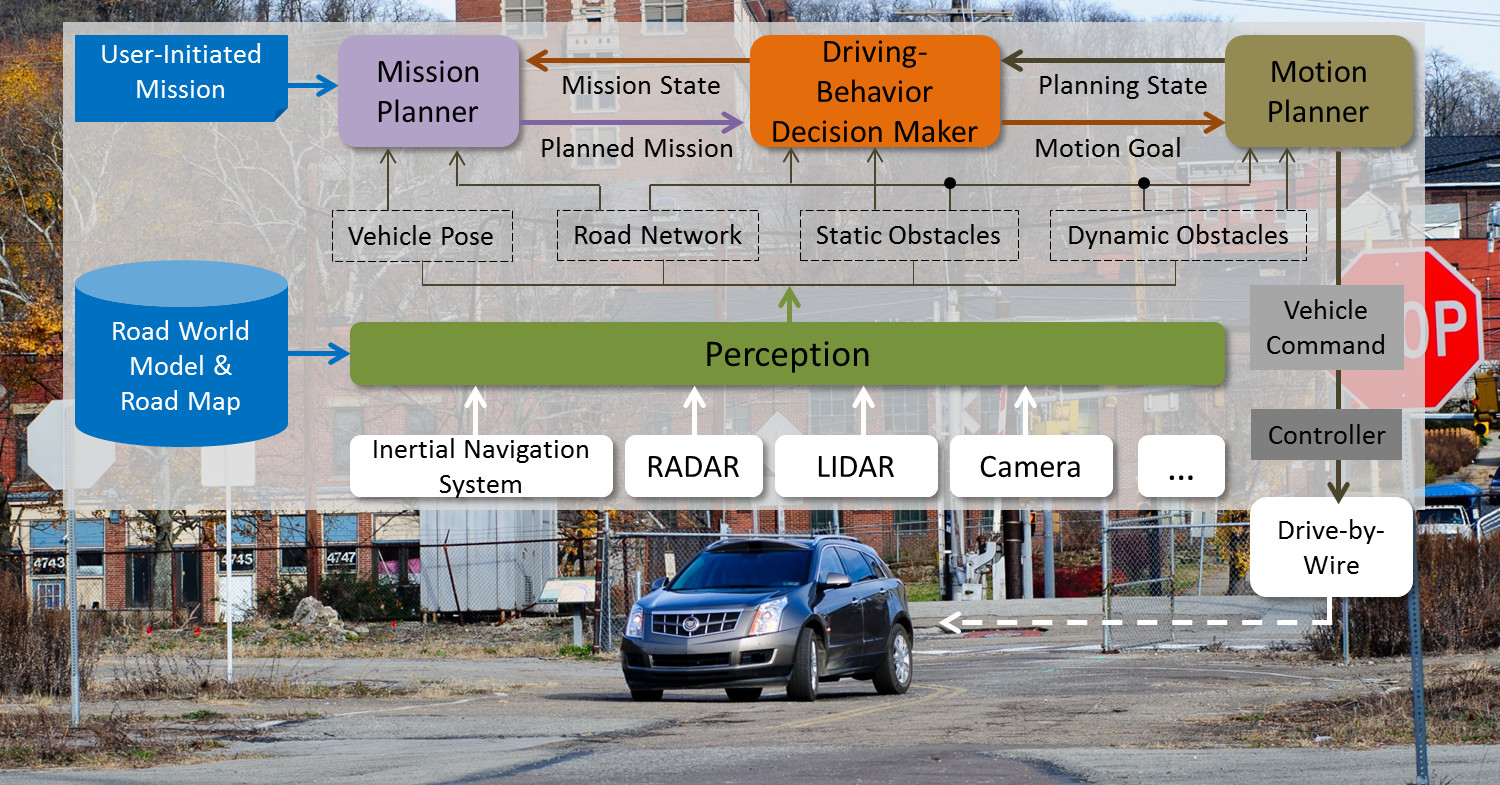 User-Initiated
Mission
Mission
Planner
Mission State
Planned Mission
Driving-
Behavior
Decision Maker
Planning State
Motion Goal
Motion
Planner
Vehicle Pose
Road Network
Static Obstacles
Dynamic Obstacles
Road World
Model &
Road Map
Perception
Vehicle
Command
OP
Controller
Inertial Navigation
System
RADAR
LIDAR
Camera
...
Drive-by-
Wire
4743
4745
4747